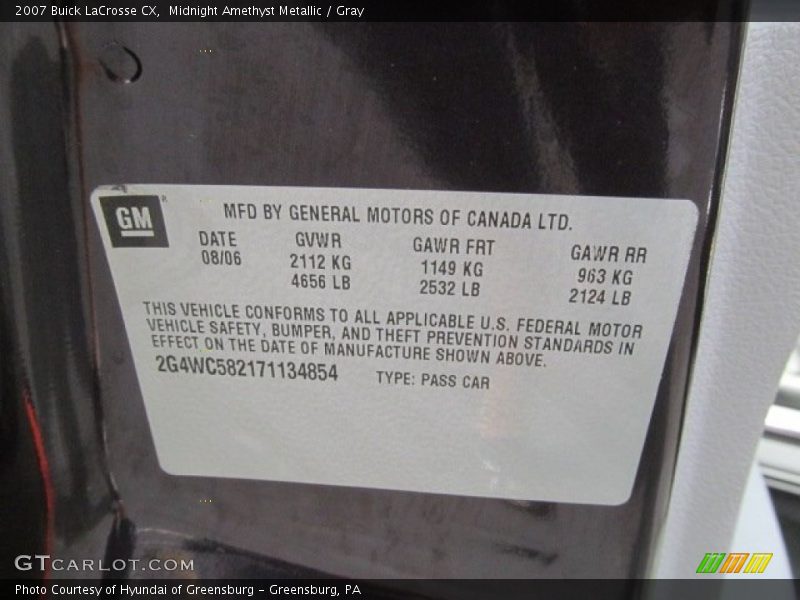 2007 Buick LaCrosse CX,  Midnight Amethyst Metallic / Gray
GM
MFD BY GENERAL MOTORS OF CANADA LTD.
DATE GVWR GAWR FRT GAWR RR
08/06 2112 KG 1149 KG 963 KG
4656 LB 2532 LB 2124 LB
THIS VEHICLE CONFORMS TO ALL APPLICABLE U.S. FEDERAL MOTOR
VEHICLE SAFETY, BUMPER, AND THEFT PREVENTION STANDARDS IN
EFFECT ON THE DATE OF MANUFACTURE SHOWN ABOVE.
2G4WC582171134854 TYPE: PASS CAR
GTCARLOT.COM
Photo Courtesy of Hyundai of Greensburg - Greensburg, PA